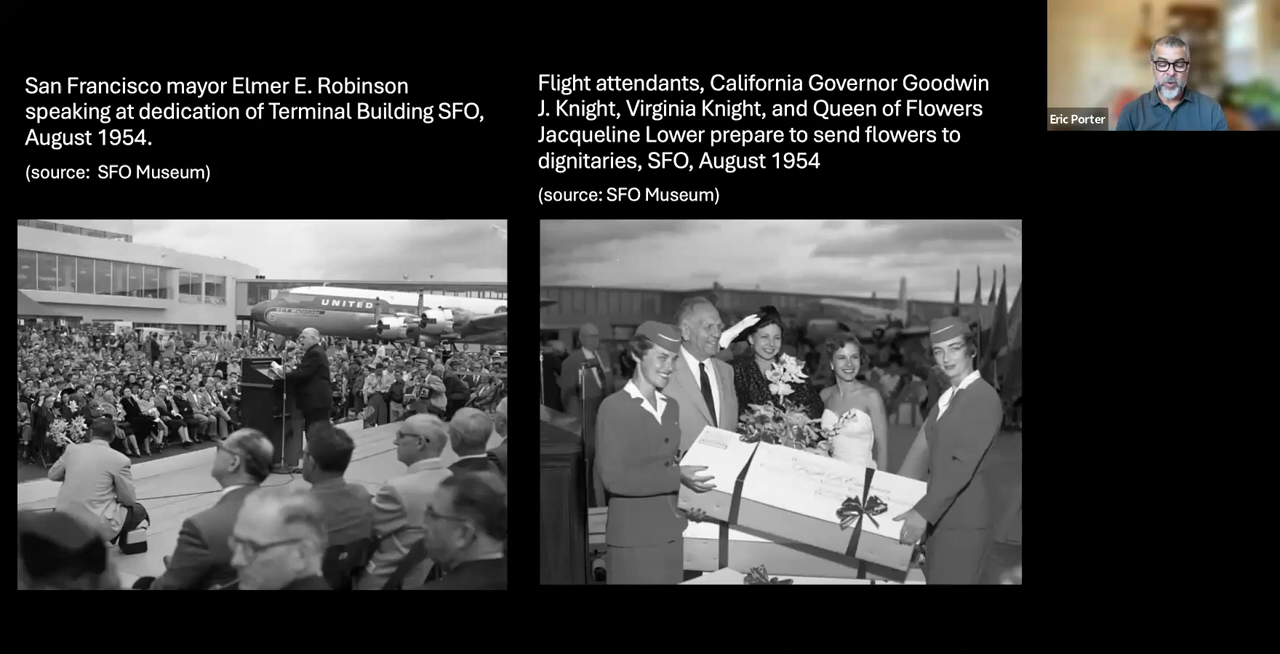 San Francisco mayor Elmer E. Robinson
speaking at dedication of Terminal Building SFO,
August 1954.
(source: SFO Museum)
Flight attendants, California Governor Goodwin
J. Knight, Virginia Knight, and Queen of Flowers
Jacqueline Lower prepare to send flowers to
dignitaries, SFO, August 1954
(source: SFO Museum)
UNITED
Eric Porter